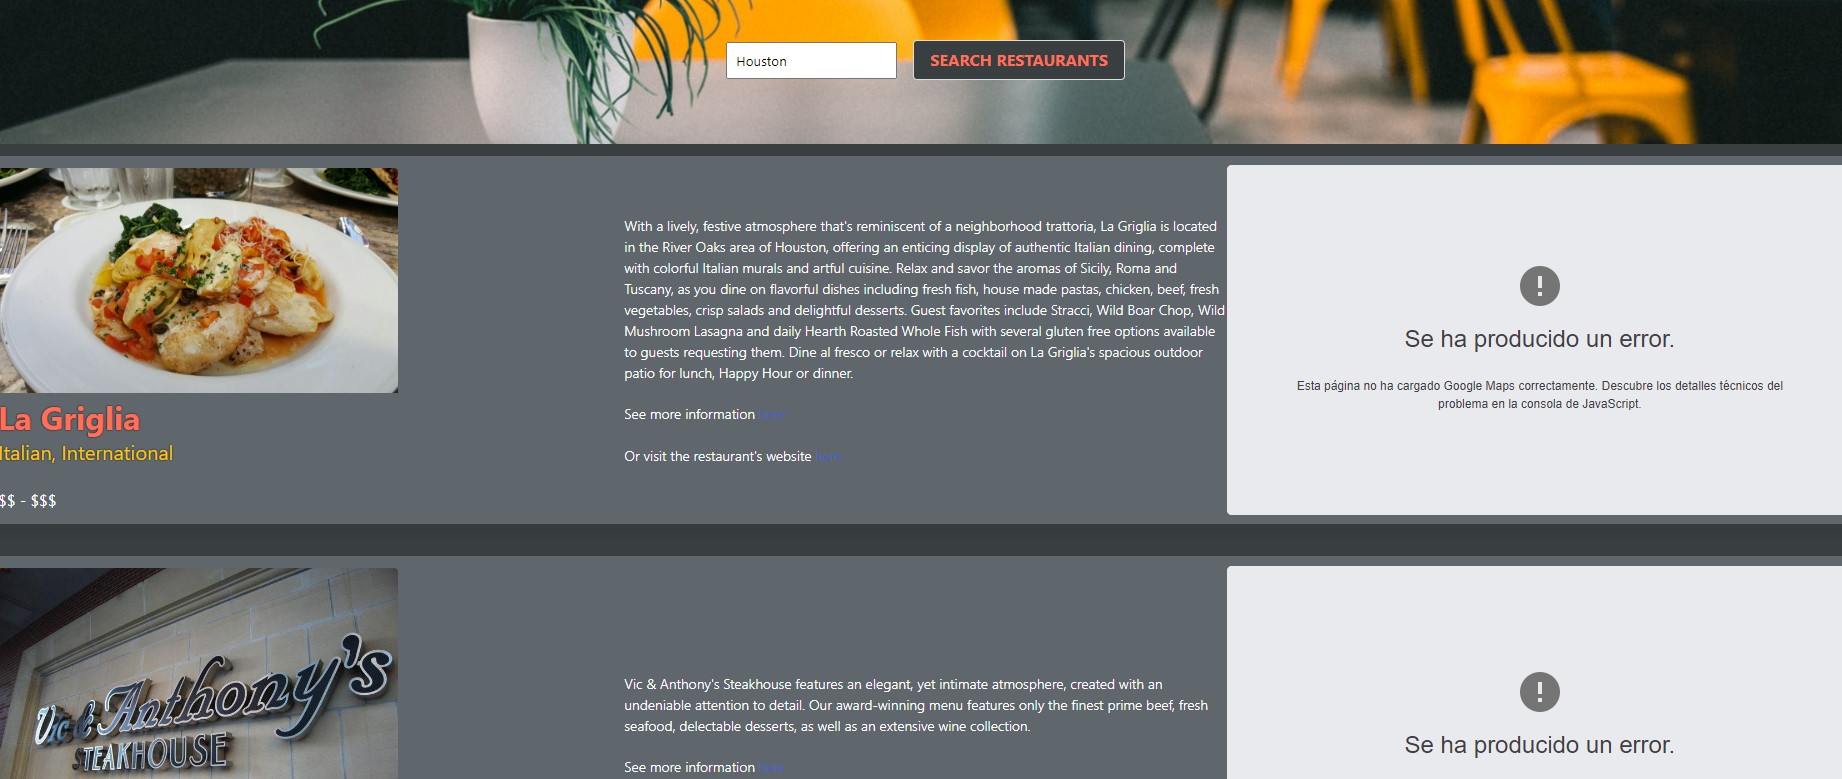 Houston
SEARCH RESTAURANTS
La Griglia
Italian, International
$$ - $$$
With a lively, festive atmosphere that's reminiscent of a neighborhood trattoria, La Griglia is located
in the River Oaks area of Houston, offering an enticing display of authentic Italian dining, complete
with colorful Italian murals and artful cuisine. Relax and savor the aromas of Sicily, Roma and
Tuscany, as you dine on flavorful dishes including fresh fish, house made pastas, chicken, beef, fresh
vegetables, crisp salads and delightful desserts. Guest favorites include Stracci, Wild Boar Chop, Wild
Mushroom Lasagna and daily Hearth Roasted Whole Fish with several gluten free options available
to guests requesting them. Dine al fresco or relax with a cocktail on La Griglia's spacious outdoor
patio for lunch, Happy Hour or dinner.
See more information here
Or visit the restaurant's website here
Se ha producido un error.
Esta página no ha cargado Google Maps correctamente. Descubre los detalles técnicos del
problema en la consola de JavaScript.
Vic & Anthony's
STEAKHOUSE
Vic & Anthony's Steakhouse features an elegant, yet intimate atmosphere, created with an
undeniable attention to detail. Our award-winning menu features only the finest prime beef, fresh
seafood, delectable desserts, as well as an extensive wine collection.
See more information here
Se ha producido un error.